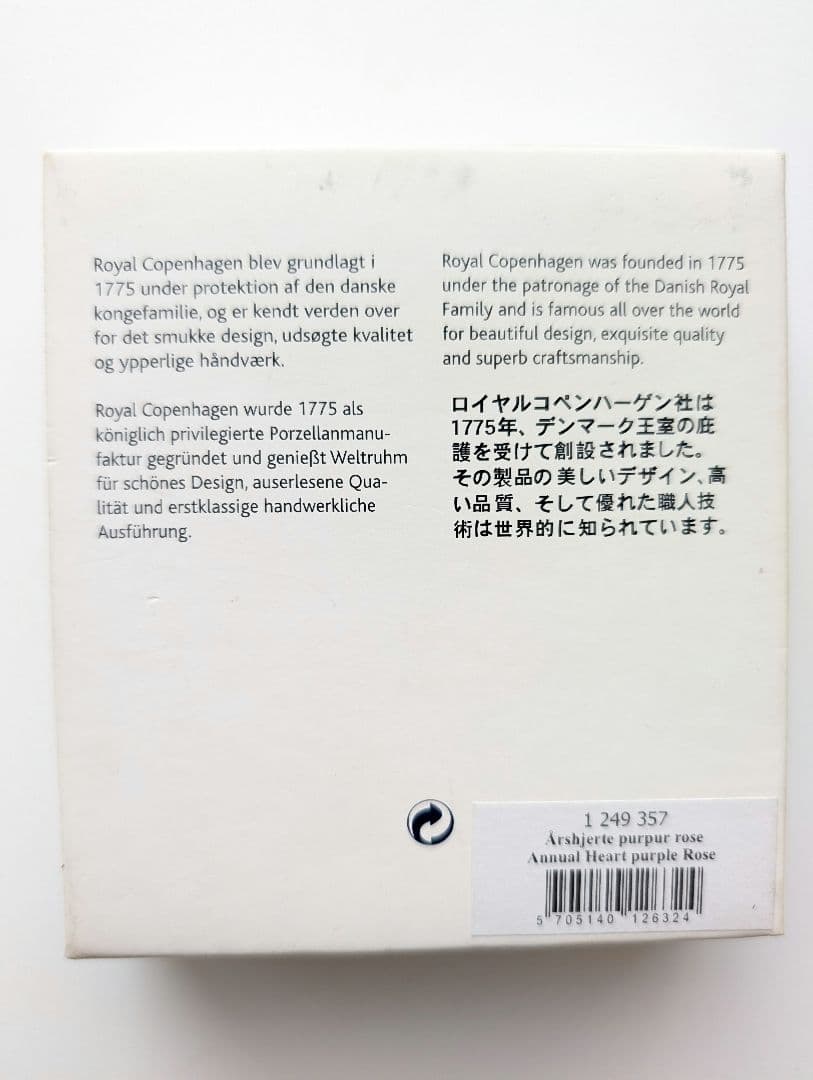 Royal Copenhagen blev grundlagt i
1775 under protektion af den danske
kongefamilie, og er kendt verden over
for det smukke design, udsøgte kvalitet
og ypperlige håndværk.
Royal Copenhagen was founded in 1775
under the patronage of the Danish Royal
Family and is famous all over the world
for beautiful design, exquisite quality
and superb craftsmanship.
Royal Copenhagen wurde 1775 als
königlich privilegierte Porzellanmanu-
faktur gegründet und genießt Weltruhm
für schönes Design, auserlesene Qua-
lität und erstklassige handwerkliche
Ausführung.
ロイヤルコペンハーゲン社は
1775年、デンマーク王室の庇
護を受けて創設されました。
その製品の美しいデザイン、高
い品質、そして優れた職人技
術は世界的に知られています。
1 249 357
Årshjerte purpur rose
Annual Heart purple Rose
5 705140 126324